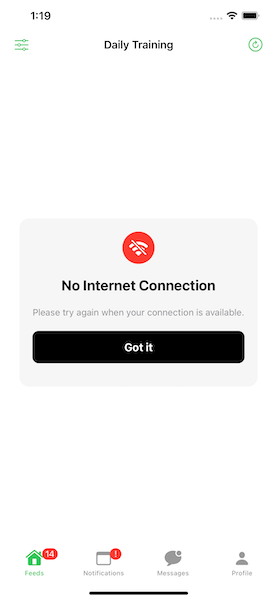 1:19
Daily Training
No Internet Connection
Please try again when your connection is available.
Got it
14
!
Feeds
Notifications
Messages
Profile